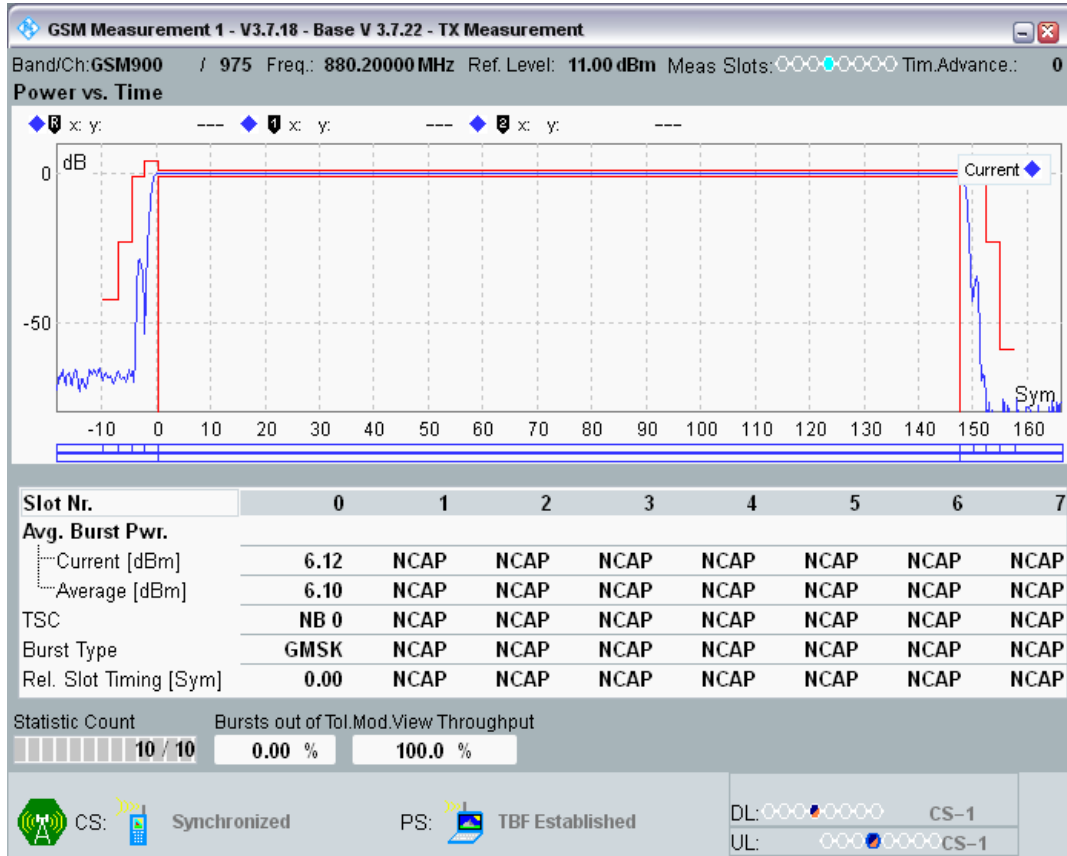 GSM Measurement 1 - V3.7.18 - Base V 3.7.22 - TX Measurement
Band/Ch:GSM900 / 975 Freq.: 880.20000 MHz Ref. Level: 11.00 dBm Meas Slots: Tim.Advance.: 0
Power vs. Time
R x: y: --- 1 x: y: --- 2 x: y: ---
dB
Current
0
-50
Sym
-10 0 10 20 30 40 50 60 70 80 90 100 110 120 130 140 150 160
Slot Nr. 0 1 2 3 4 5 6 7
Avg. Burst Pwr.
Current [dBm] 6.12 NCAP NCAP NCAP NCAP NCAP NCAP NCAP
Average [dBm] 6.10 NCAP NCAP NCAP NCAP NCAP NCAP NCAP
TSC NB 0 NCAP NCAP NCAP NCAP NCAP NCAP NCAP
Burst Type GMSK NCAP NCAP NCAP NCAP NCAP NCAP NCAP
Rel. Slot Timing [Sym] 0.00 NCAP NCAP NCAP NCAP NCAP NCAP NCAP
Statistic Count Bursts out of Tol.Mod.View Throughput
10 / 10 0.00 % 100.0 %
CS: Synchronized PS: TBF Established
DL: CS-1
UL: CS-1